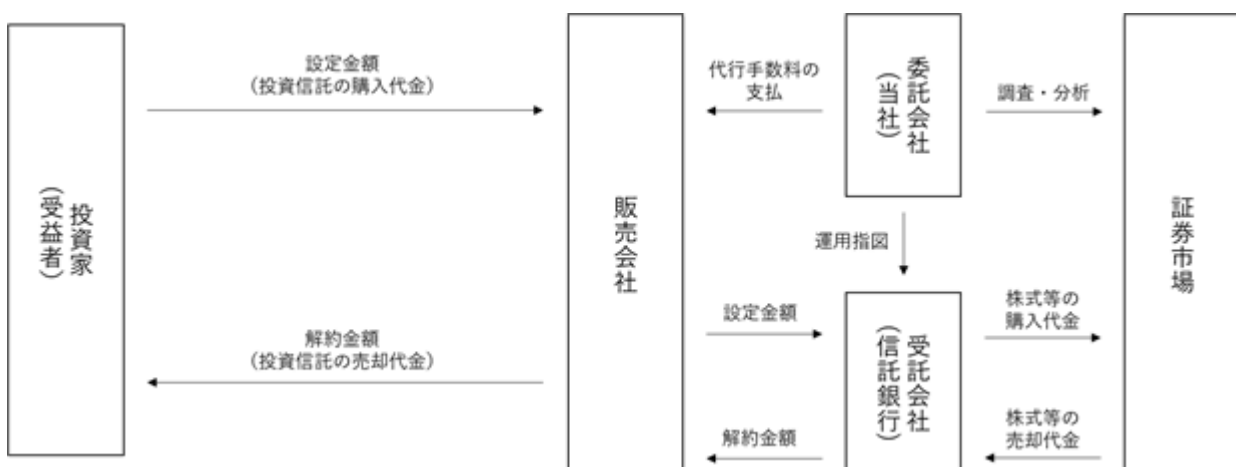 投資家
（受益者）
設定金額
（投資信託の購入代金）
解約金額
（投資信託の売却代金）
販売会社
代行手数料の
支払
設定金額
解約金額
委託会社
（当社）
運用指図
受託会社
（信託銀行）
調査・分析
株式等の
購入代金
株式等の
売却代金
証券市場